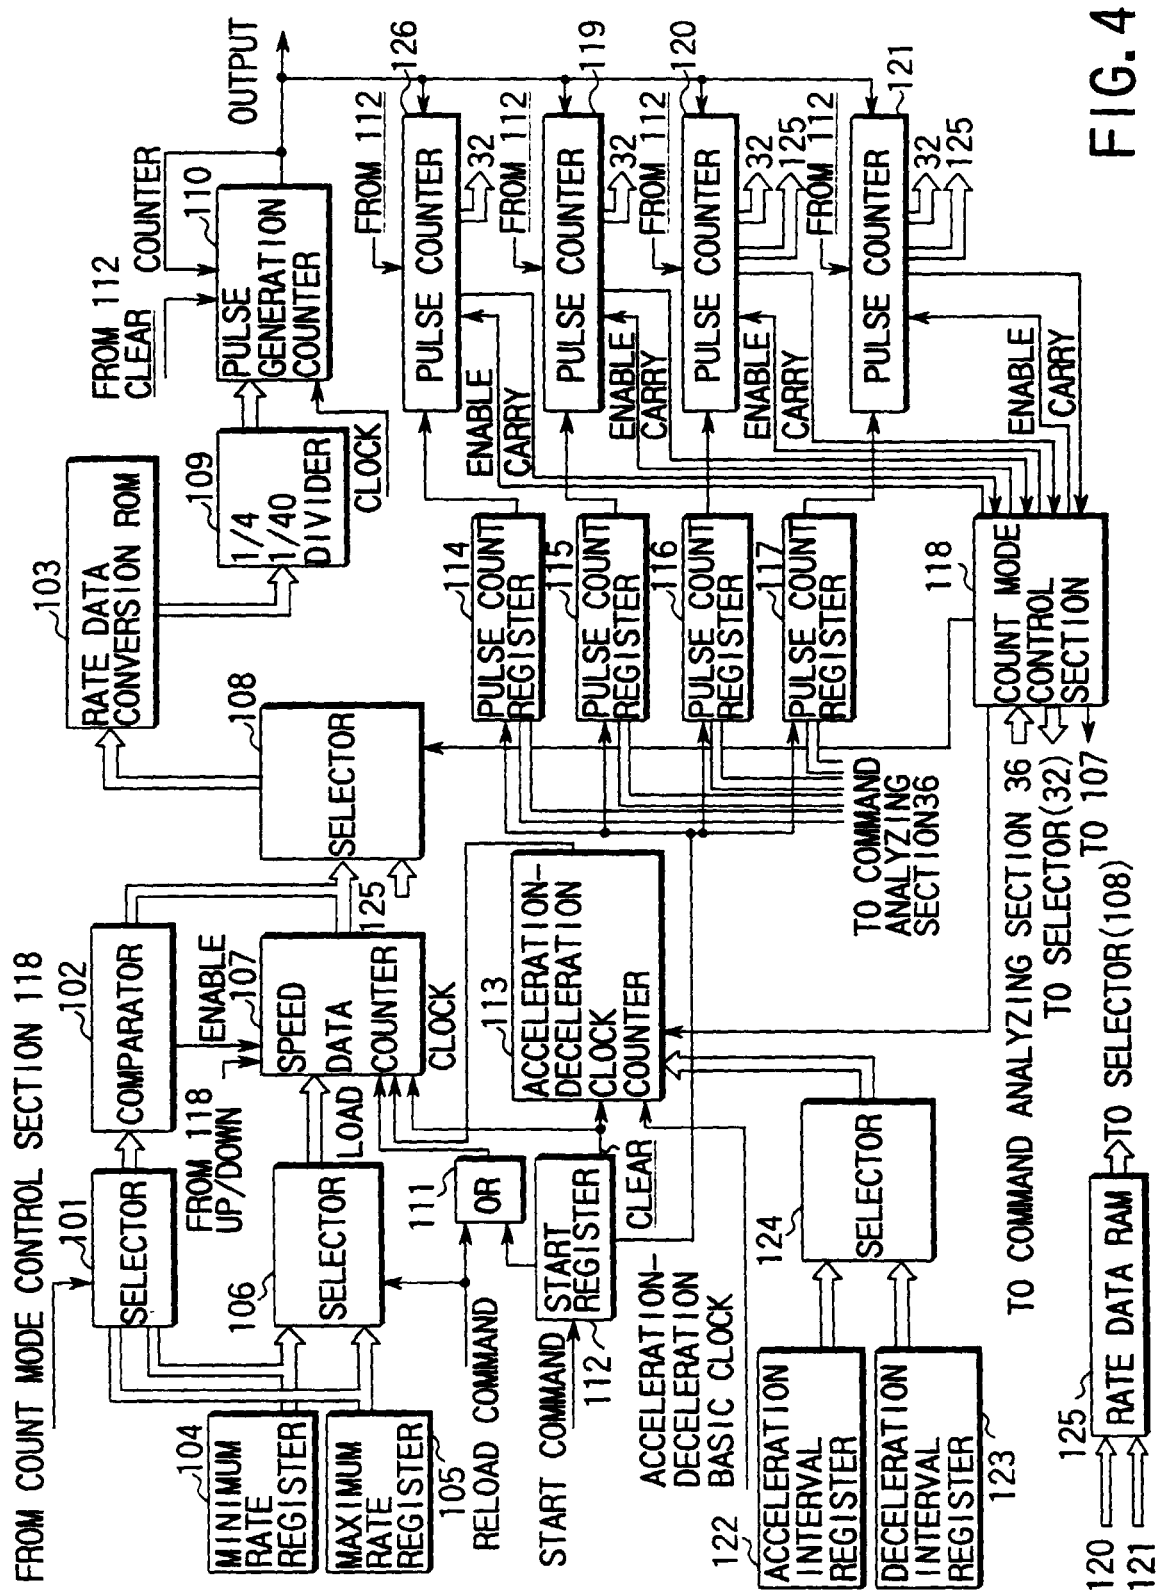 FROM COUNT MODE CONTROL SECTION 118
101
SELECTOR
102
COMPARATOR
ENABLE
FROM 118
UP/DOWN
104
MINIMUM
RATE
REGISTER
MAXIMUM
RATE
REGISTER
105
106
SELECTOR
LOAD
107
SPEED
DATA
COUNTER
CLOCK
125
108
SELECTOR
103
RATE DATA
CONVERSION ROM
109
1/4
1/40
DIVIDER
CLOCK
FROM 112
CLEAR
COUNTER
110
PULSE
GENERATION
COUNTER
OUTPUT
RELOAD COMMAND
111
OR
START COMMAND
112
START
REGISTER
CLEAR
113
ACCELERATION-
DECELERATION
CLOCK
COUNTER
ACCELERATION-
DECELERATION
BASIC CLOCK
122
ACCELERATION
INTERVAL
REGISTER
DECELERATION
INTERVAL
REGISTER
123
124
SELECTOR
114
PULSE COUNT
REGISTER
115
PULSE COUNT
REGISTER
116
PULSE COUNT
REGISTER
117
PULSE COUNT
REGISTER
TO COMMAND
ANALYZING
SECTION36
FROM 112
126
PULSE COUNTER
32
ENABLE
CARRY
FROM 112
119
PULSE COUNTER
32
ENABLE
CARRY
FROM 112
120
PULSE COUNTER
32
125
ENABLE
CARRY
FROM 112
121
PULSE COUNTER
32
125
ENABLE
CARRY
118
COUNT MODE
CONTROL
SECTION
TO COMMAND ANALYZING SECTION 36
TO SELECTOR(32)
TO 107
120
121
125
RATE DATA RAM
TO SELECTOR(108)
FIG. 4